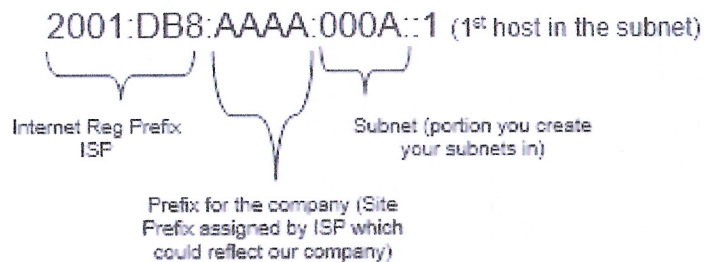 2001:DB8:AAAA:000A::1 (1st host in the subnet)
Internet Reg Prefix
ISP
Subnet (portion you create
your subnets in)
Prefix for the company (Site
Prefix assigned by ISP which
could reflect our company)